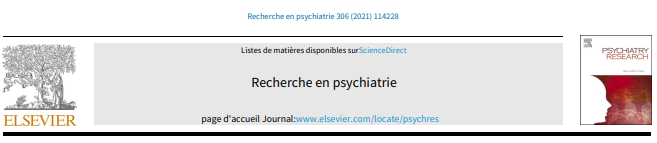 Recherche en psychiatrie 306 (2021) 114228
Listes de matières disponibles surScienceDirect
Recherche en psychiatrie
page d'accueil Journal:www.elsevier.com/locate/psychres
ELSEVIER
PSYCHIATRY
RESEARCH